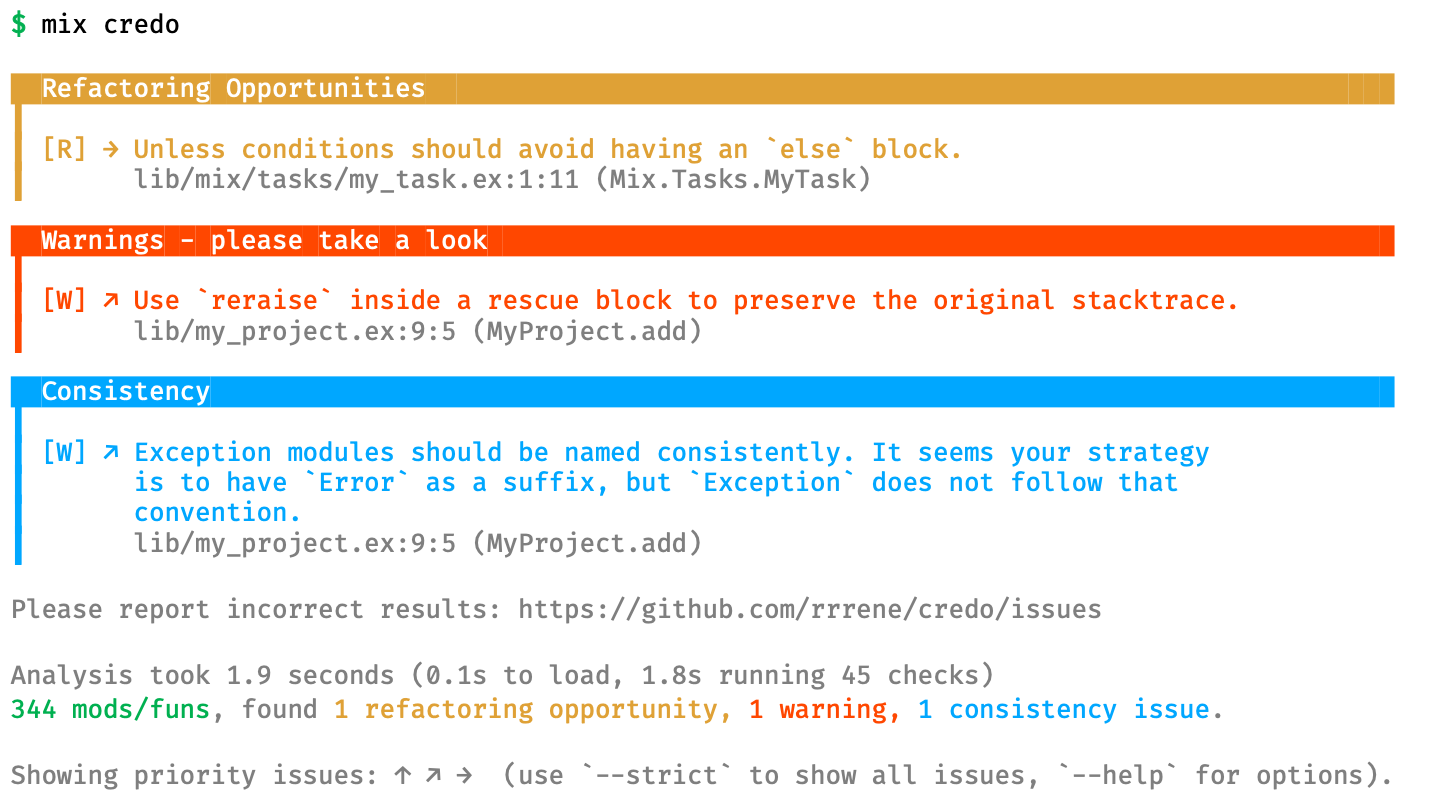 $ mix credo
Refactoring Opportunities
[R] → Unless conditions should avoid having an `else` block.
lib/mix/tasks/my_task.ex:1:11 (Mix.Tasks.MyTask)
Warnings - please take a look
[W] ↗ Use `reraise` inside a rescue block to preserve the original stacktrace.
lib/my_project.ex:9:5 (MyProject.add)
Consistency
[W] ↗ Exception modules should be named consistently. It seems your strategy
is to have `Error` as a suffix, but `Exception` does not follow that
convention.
lib/my_project.ex:9:5 (MyProject.add)
Please report incorrect results: https://github.com/rrrene/credo/issues
Analysis took 1.9 seconds (0.1s to load, 1.8s running 45 checks)
344 mods/funs, found 1 refactoring opportunity, 1 warning, 1 consistency issue.
Showing priority issues: ↑ ↗ → (use `--strict` to show all issues, `--help` for options).